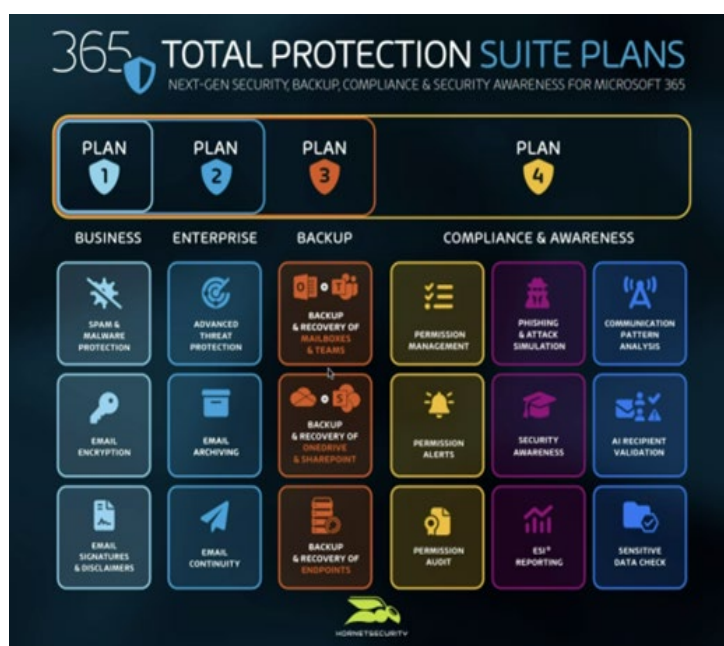 365 TOTAL PROTECTION SUITE PLANS
NEXT-GEN SECURITY, BACKUP, COMPLIANCE & SECURITY AWARENESS FOR MICROSOFT 365
PLAN
1
PLAN
2
PLAN
3
PLAN
4
BUSINESS
ENTERPRISE
BACKUP
COMPLIANCE & AWARENESS
SPAM &
MALWARE
PROTECTION
ADVANCED
THREAT
PROTECTION
BACKUP
& RECOVERY OF
MAILBOXES
& TEAMS
PERMISSION
MANAGEMENT
PHISHING
& ATTACK
SIMULATION
COMMUNICATION
PATTERN
ANALYSIS
EMAIL
ENCRYPTION
EMAIL
ARCHIVING
BACKUP
& RECOVERY OF
ONEDRIVE
& SHAREPOINT
PERMISSION
ALERTS
SECURITY
AWARENESS
AI RECIPIENT
VALIDATION
EMAIL
SIGNATURES
& DISCLAIMERS
EMAIL
CONTINUITY
BACKUP
& RECOVERY OF
ENDPOINTS
PERMISSION
AUDIT
ESI®
REPORTING
SENSITIVE
DATA CHECK
HORNETSECURITY